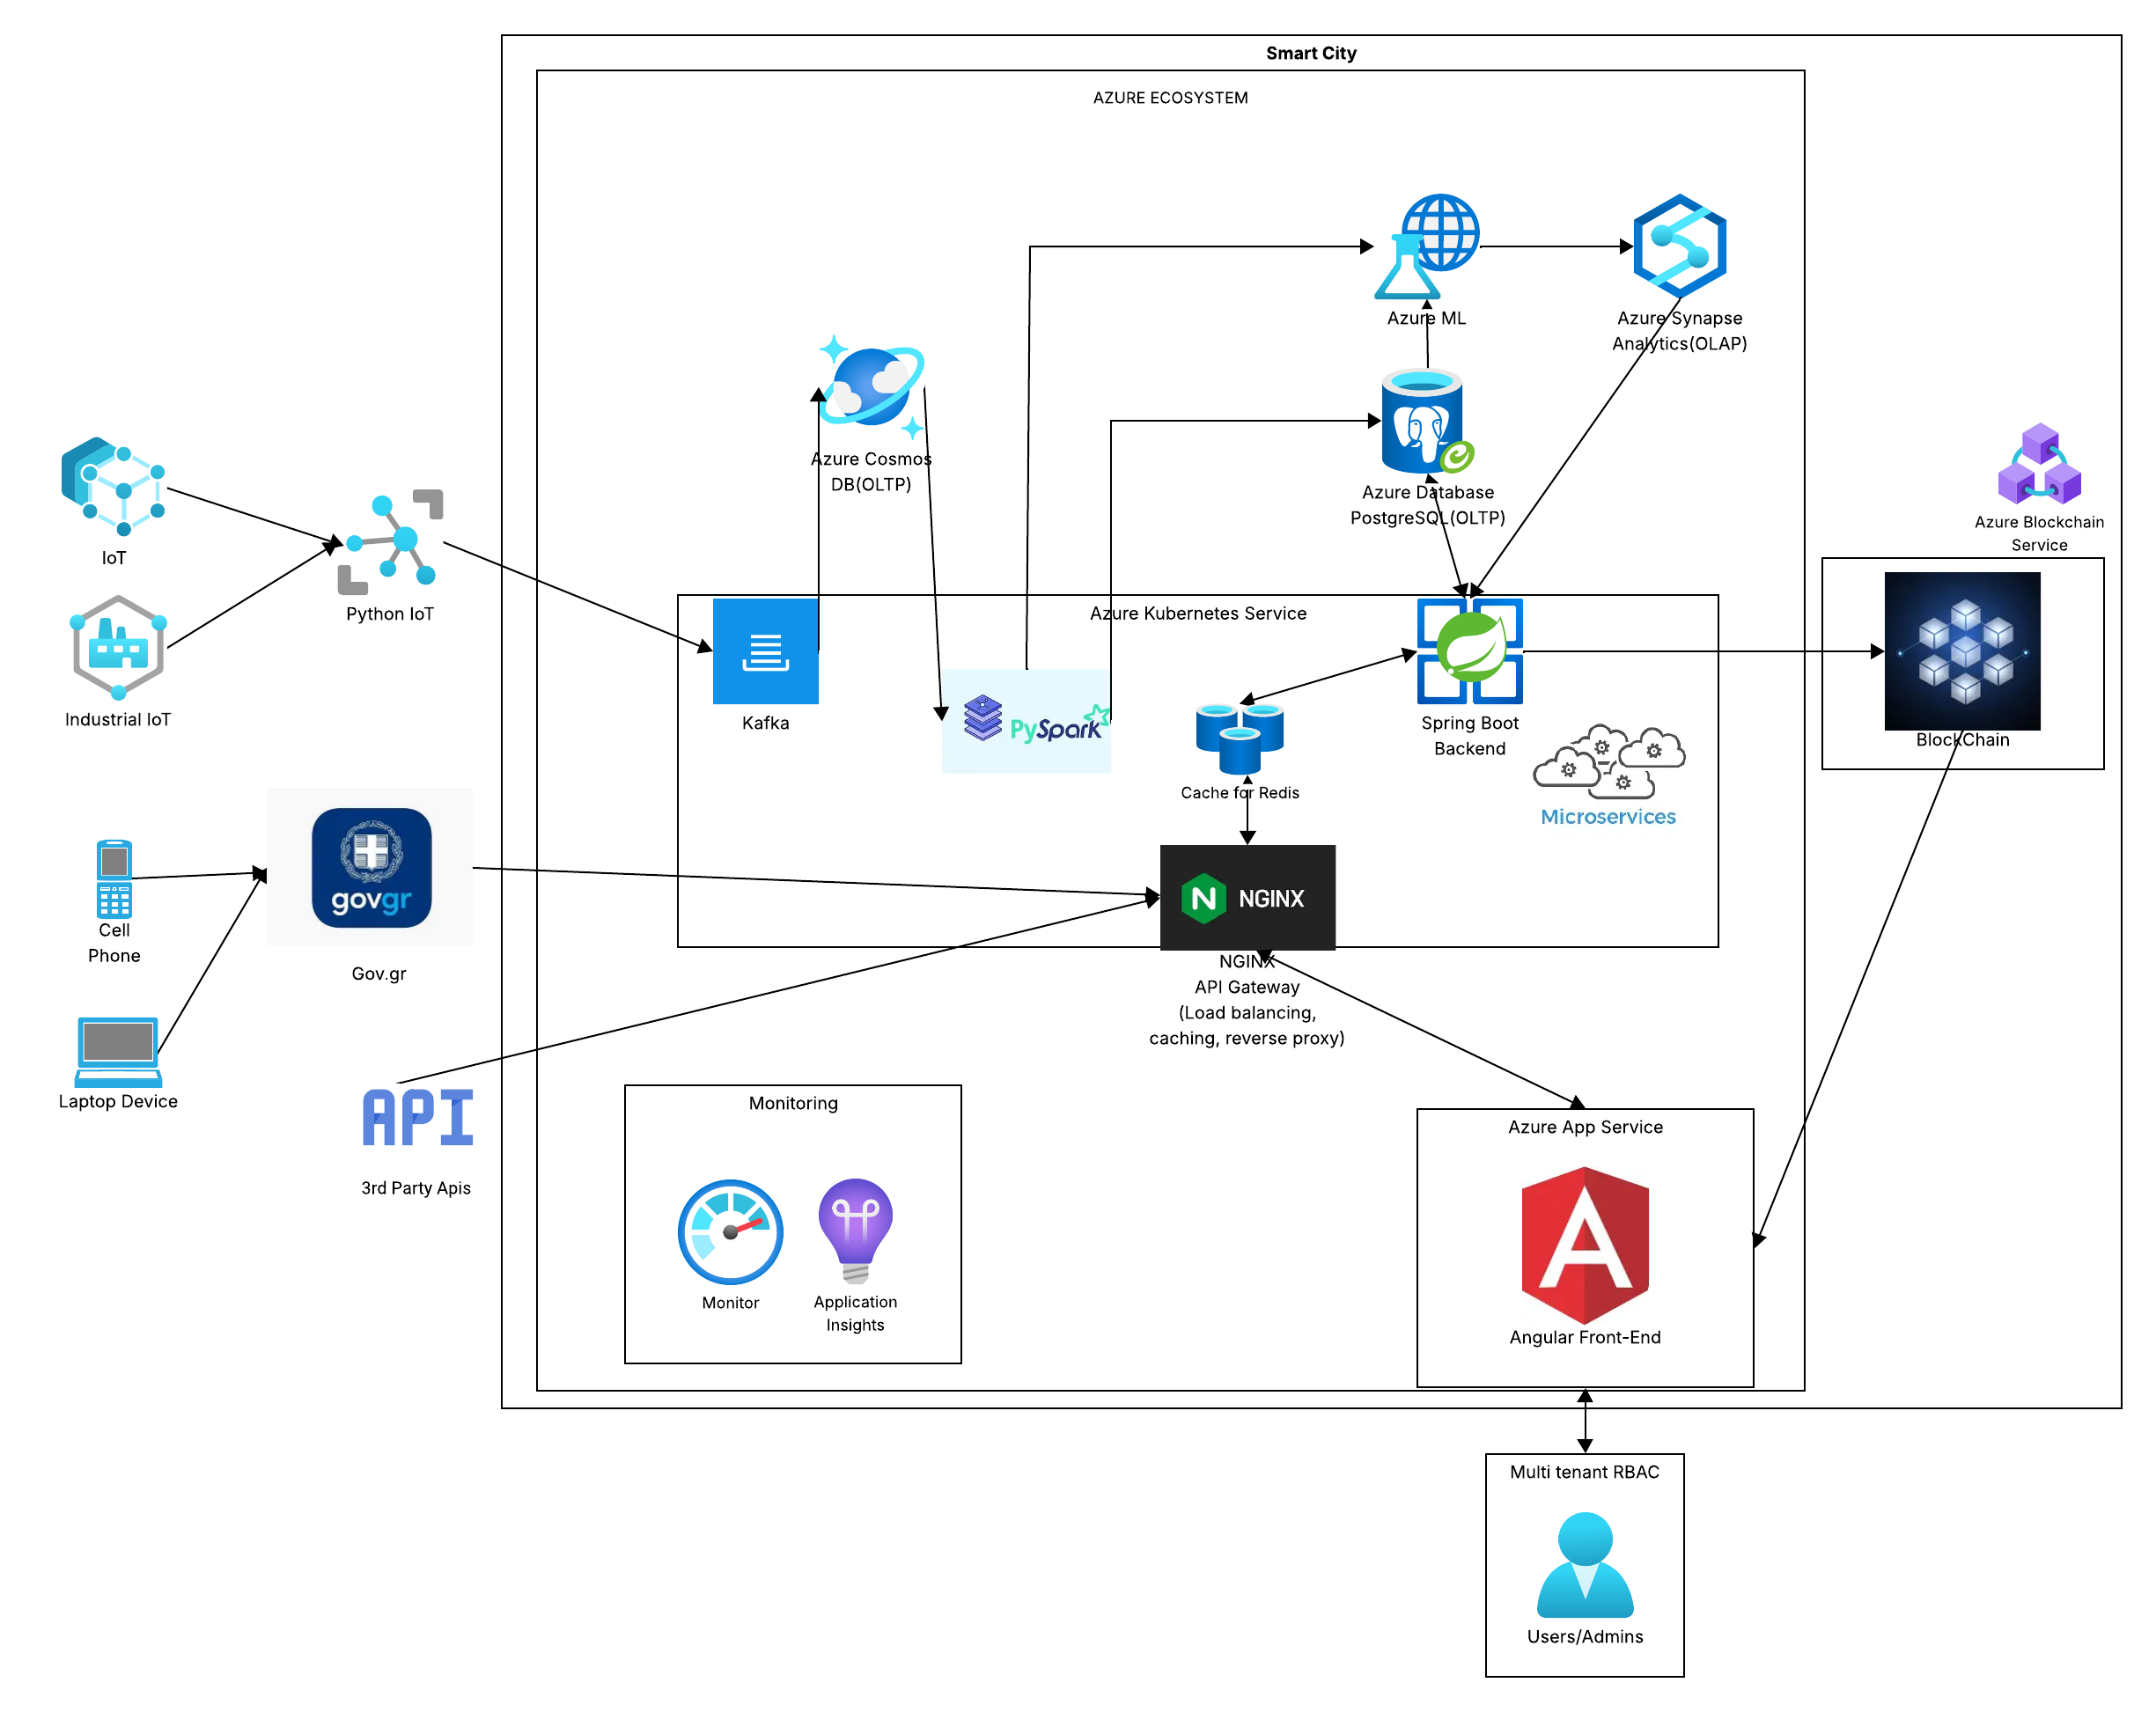 Smart City
AZURE ECOSYSTEM
Azure ML
Azure Synapse
Analytics(OLAP)
Azure Cosmos
DB(OLTP)
Azure Database
PostgreSQL(OLTP)
Azure Blockchain
Service
IoT
Python IoT
Industrial IoT
Azure Kubernetes Service
Kafka
PySpark
Cache for Redis
Spring Boot
Backend
Microservices
BlockChain
govgr
Gov.gr
Cell
Phone
Laptop Device
NGINX
NGINX
API Gateway
(Load balancing,
caching, reverse proxy)
API
3rd Party Apis
Monitoring
Monitor
Application
Insights
Azure App Service
Angular Front-End
Multi tenant RBAC
Users/Admins